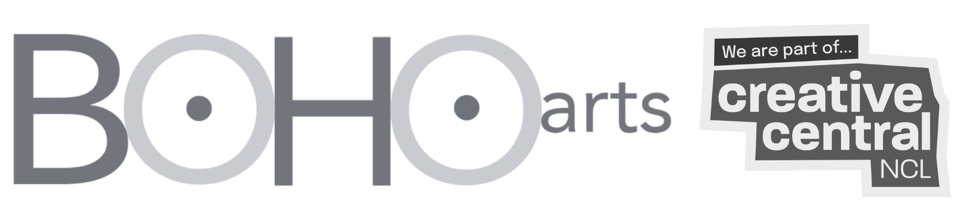 BOHO arts
We are part of...
creative
central
NCL